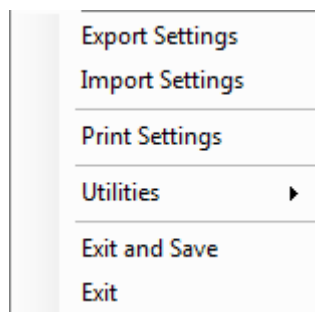 Export Settings
Import Settings
Print Settings
Utilities
Exit and Save
Exit